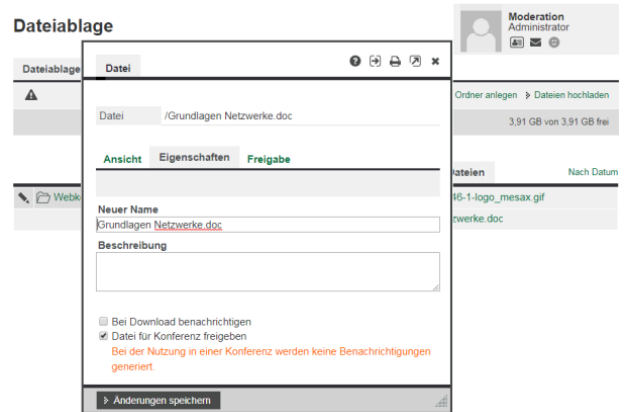 Dateiablage
Moderation
Administrator
Dateiablage
Datei
Ordner anlegen Dateien hochladen
3,91 GB von 3,91 GB frei
Datei /Grundlagen Netzwerke.doc
Ansicht Eigenschaften Freigabe
ateien Nach Datum
Webk
46-1-logo_mesax.gif
zwerke.doc
Neuer Name
Grundlagen Netzwerke.doc
Beschreibung
Bei Download benachrichtigen
Datei für Konferenz freigeben
Bei der Nutzung in einer Konferenz werden keine Benachrichtigungen
generiert.
Änderungen speichern